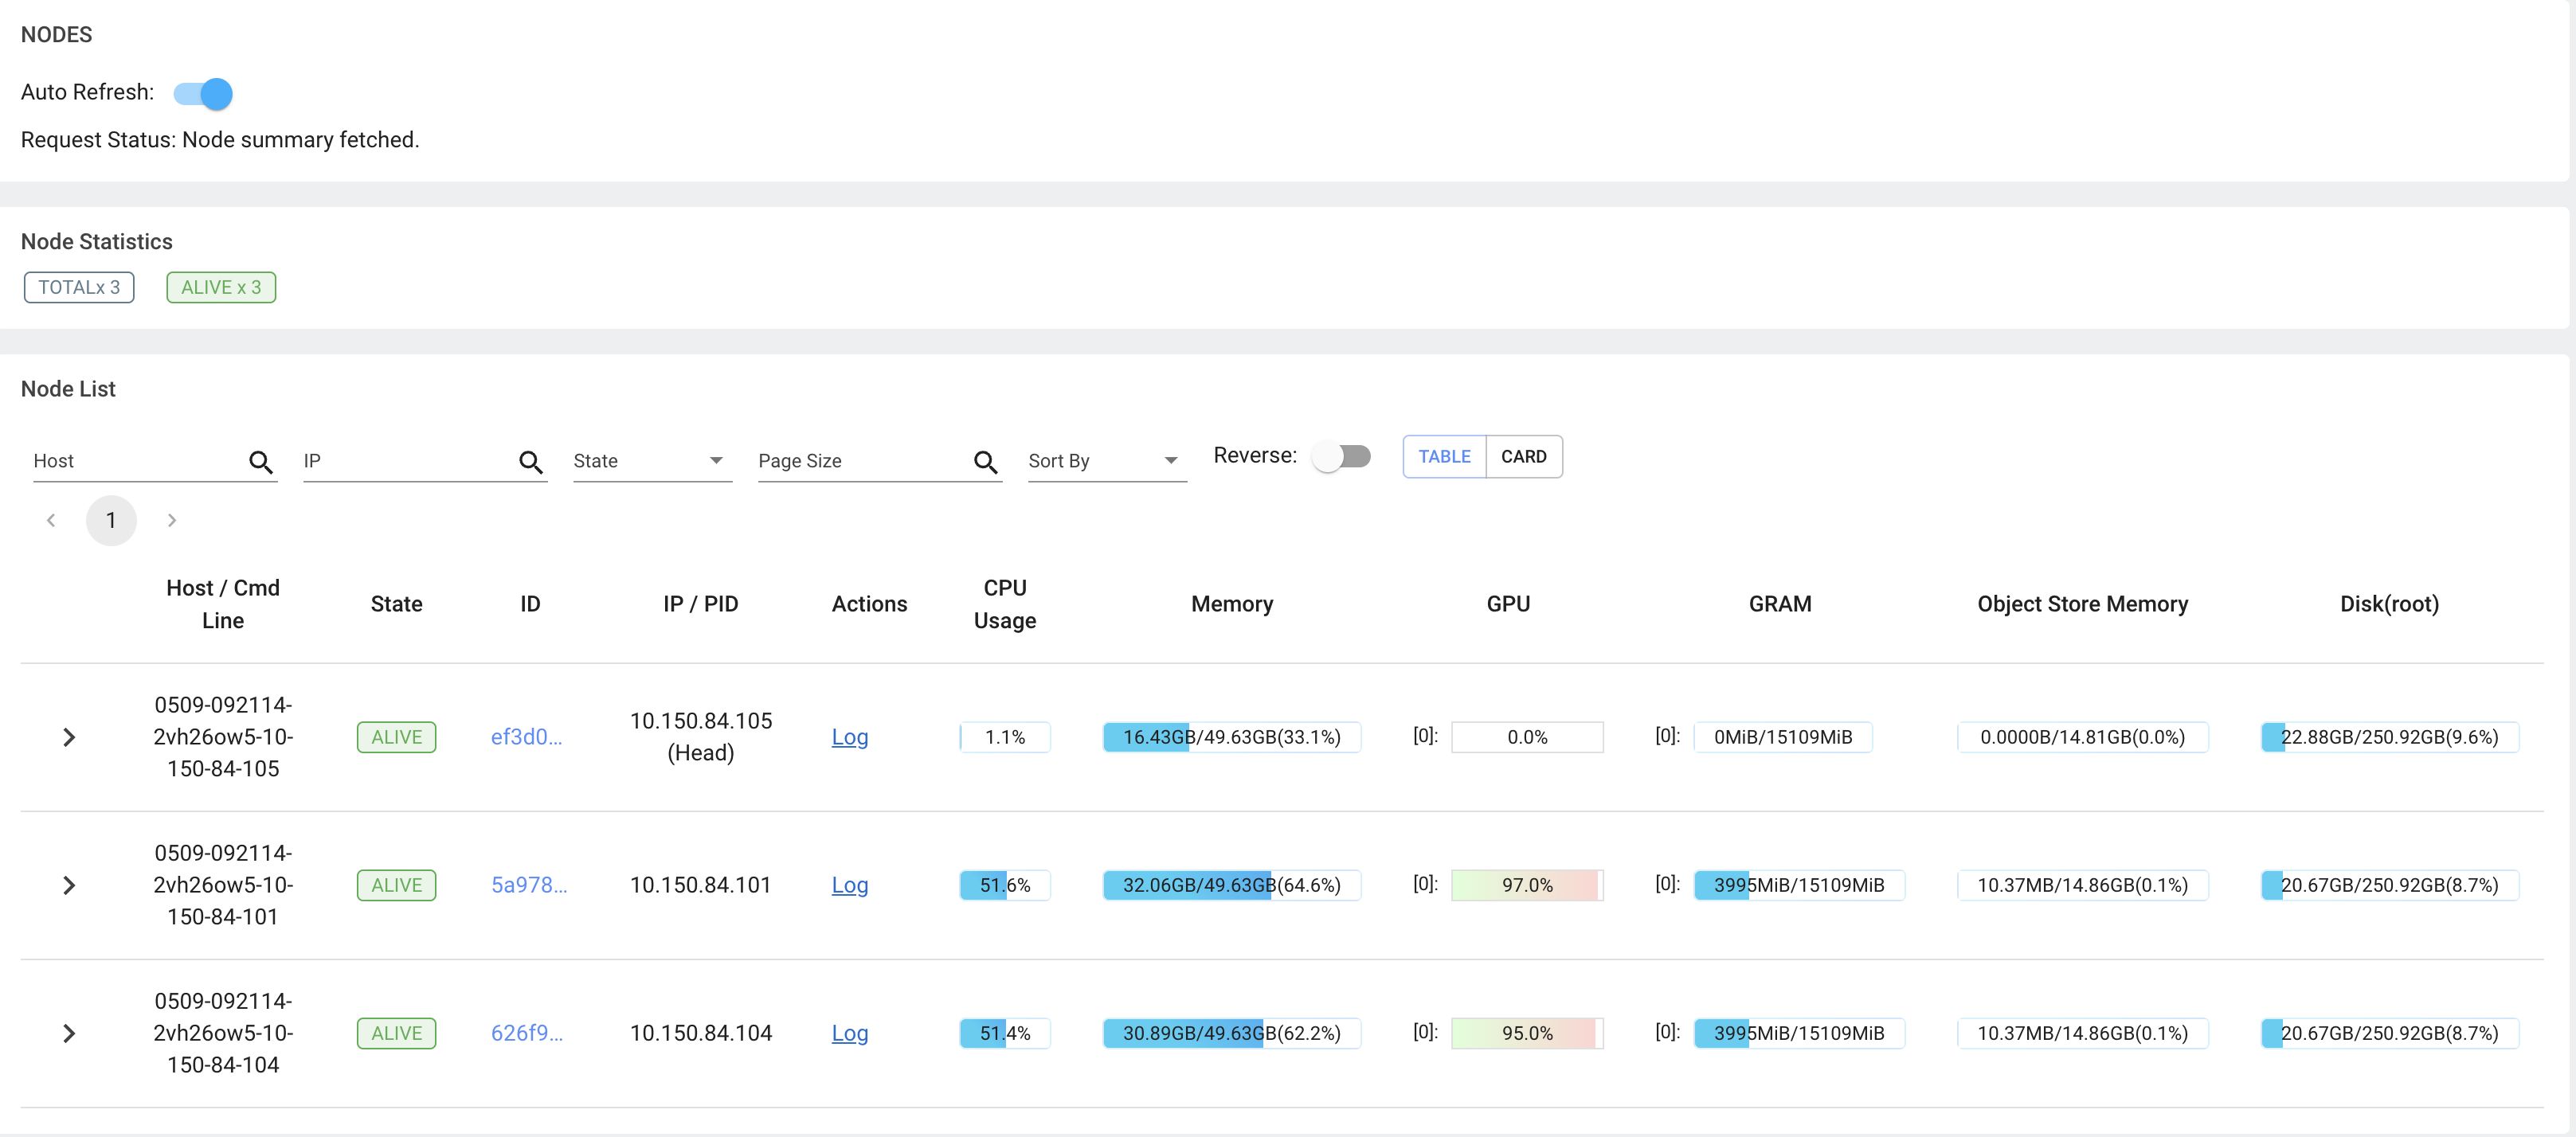 NODES
Auto Refresh:
Request Status: Node summary fetched.
Node Statistics
TOTALx 3 ALIVE x 3
Node List
Host IP State Page Size Sort By Reverse: TABLE CARD
1
Host / Cmd Line State ID IP / PID Actions CPU Usage Memory GPU GRAM Object Store Memory Disk(root)
0509-092114-2vh26ow5-10-150-84-105 ALIVE ef3d0... 10.150.84.105 (Head) Log 1.1% 16.43GB/49.63GB(33.1%) [0]: 0.0% [0]: 0MiB/15109MiB 0.0000B/14.81GB(0.0%) 22.88GB/250.92GB(9.6%)
0509-092114-2vh26ow5-10-150-84-101 ALIVE 5a978... 10.150.84.101 Log 51.6% 32.06GB/49.63GB(64.6%) [0]: 97.0% [0]: 3995MiB/15109MiB 10.37MB/14.86GB(0.1%) 20.67GB/250.92GB(8.7%)
0509-092114-2vh26ow5-10-150-84-104 ALIVE 626f9... 10.150.84.104 Log 51.4% 30.89GB/49.63GB(62.2%) [0]: 95.0% [0]: 3995MiB/15109MiB 10.37MB/14.86GB(0.1%) 20.67GB/250.92GB(8.7%)